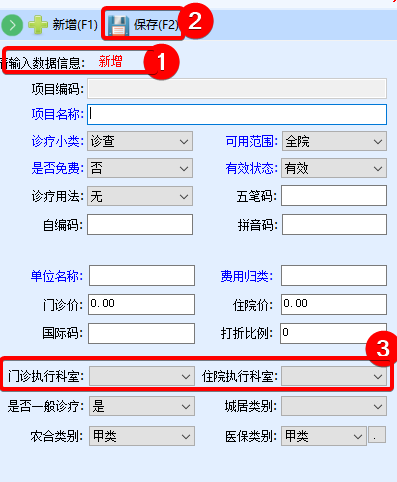 新增(F1) 保存(F2) 2
请输入数据信息: 新增 1
项目编码:
项目名称:
诊疗小类: 诊查 可用范围: 全院
是否免费: 否 有效状态: 有效
诊疗用法: 无 五笔码:
自编码: 拼音码:
单位名称: 费用归类:
门诊价: 0.00 住院价: 0.00
国际码: 打折比例: 0
3
门诊执行科室: 住院执行科室:
是否一般诊疗: 是 城居类别:
农合类别: 甲类 医保类别: 甲类 .